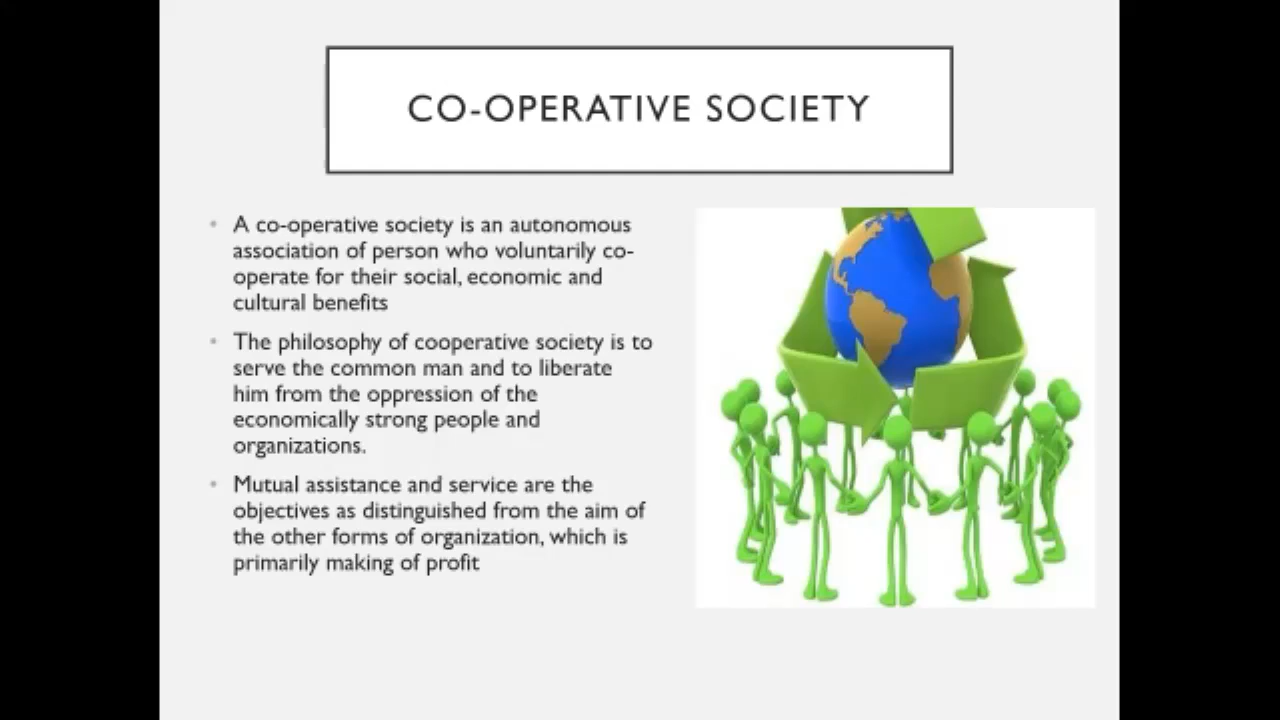 CO-OPERATIVE SOCIETY
• A co-operative society is an autonomous
association of person who voluntarily co-
operate for their social, economic and
cultural benefits
• The philosophy of cooperative society is to
serve the common man and to liberate
him from the oppression of the
economically strong people and
organizations.
• Mutual assistance and service are the
objectives as distinguished from the aim of
the other forms of organization, which is
primarily making of profit